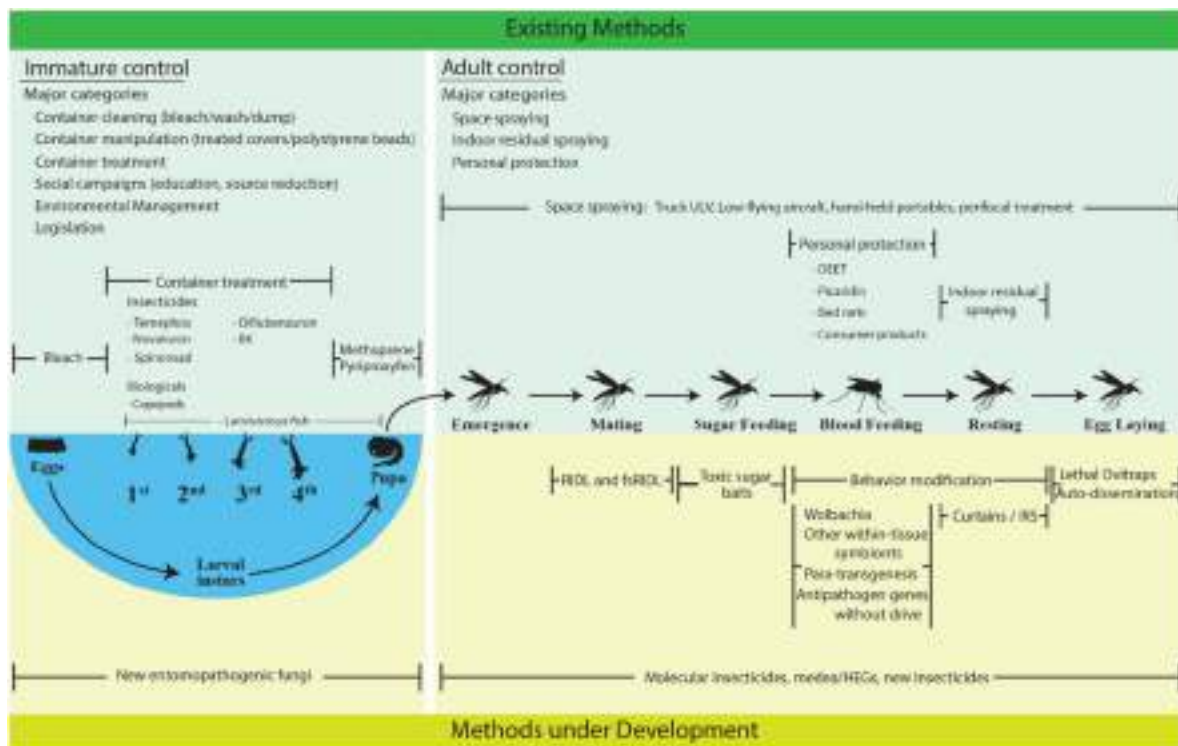 Existing Methods
Immature control
Major categories
Container cleaning (bleach/wash/dump)
Container manipulation (treated covers/polystyrene beads)
Container treatment
Social campaigns (education, source reduction)
Environmental Management
Legislation
Container treatment
Insecticides
- Temephos
- Novaluron
- Spinosad
- Diflubenzuron
Biologicals
- Copepods
Bleach
Methoprene
Pyriproxyfen
Larvivorous fish
Eggs
1st
2nd
3rd
4th
Pupa
Larval
instars
Adult control
Major categories
Space spraying
Indoor residual spraying
Personal protection
Space spraying: Truck ULV, Low-flying aircraft, hand-held portables, perifocal treatment
Personal protection
- DEET
- Picaridin
- Bed nets
- Consumer products
Indoor residual
spraying
Emergence
Mating
Sugar Feeding
Blood Feeding
Resting
Egg Laying
RIDL and fsRIDL
Toxic sugar
baits
Behavior modification
Lethal Ovitraps
Auto-dissemination
Wolbachia
Other within-tissue
symbionts
Para-transgenesis
Antipathogen genes
without drive
Curtains / IRS
New entomopathogenic fungi
Molecular insecticides, medea/HEGs, new insecticides
Methods under Development